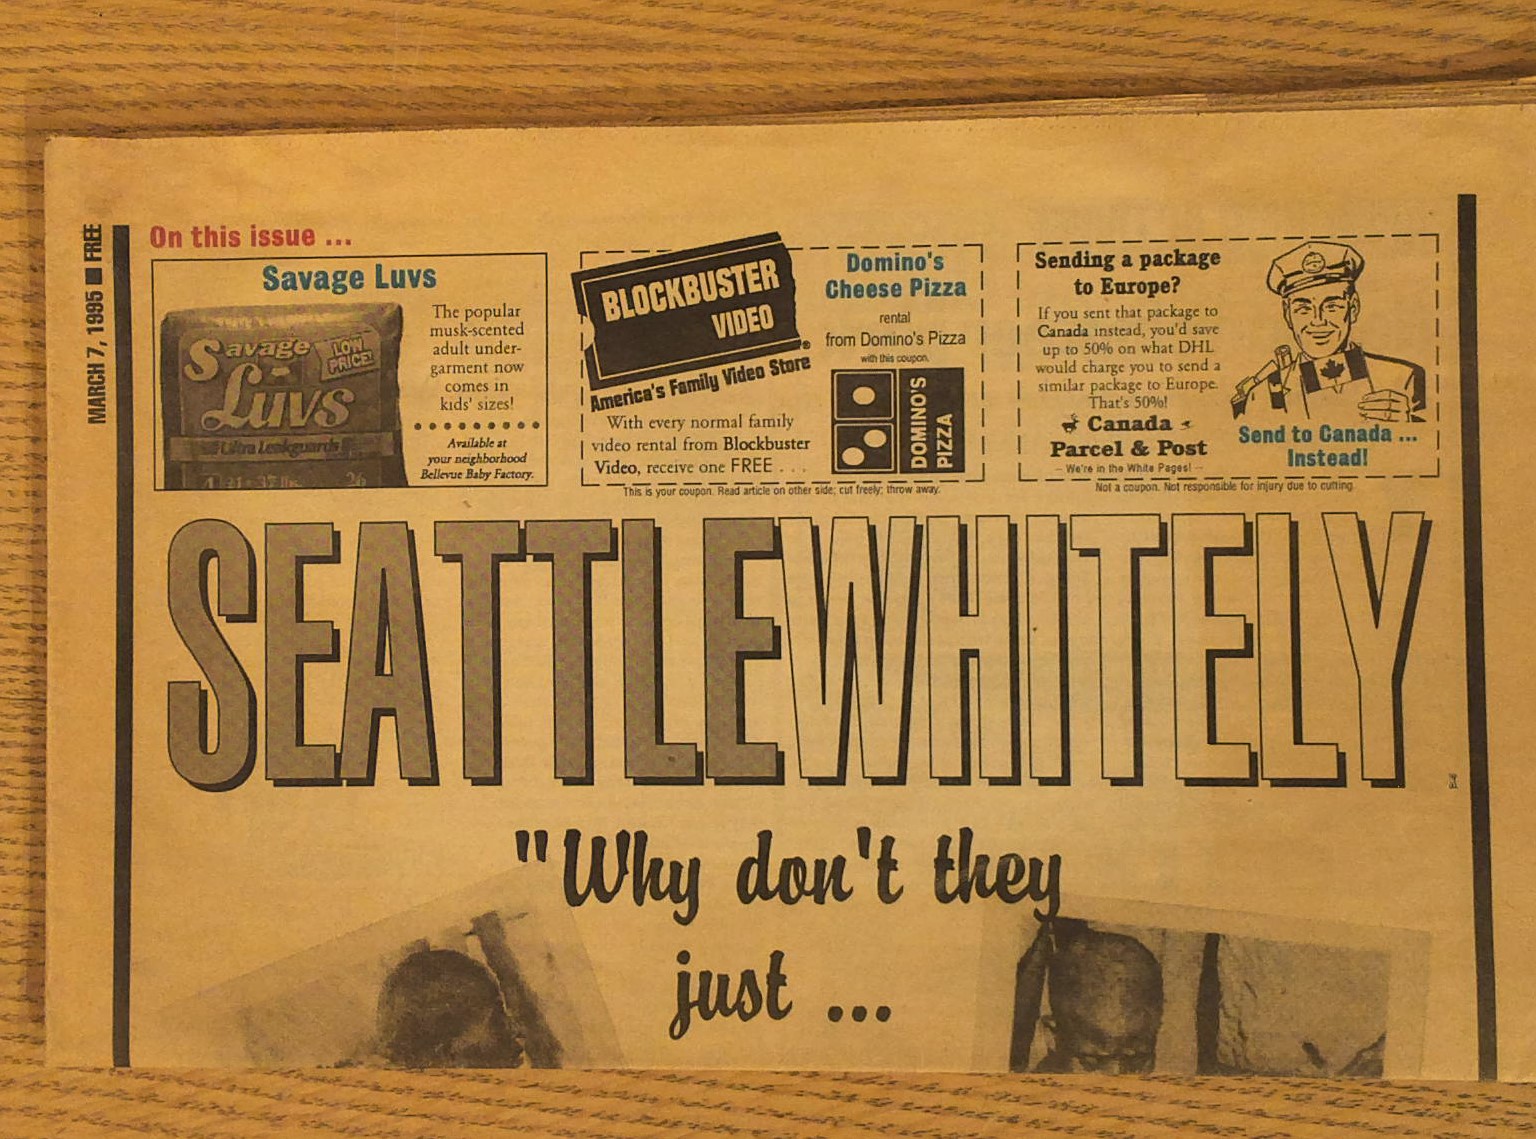 MARCH 7, 1995 ■ FREE
On this issue ...
Savage Luvs
Savage
Luvs
LOW
PRICE!
Ultra Leakguards
The popular
musk-scented
adult under-
garment now
comes in
kids' sizes!
Available at
your neighborhood
Bellevue Baby Factory.
BLOCKBUSTER
VIDEO
®
America's Family Video Store
With every normal family
video rental from Blockbuster
Video, receive one FREE . . .
Domino's
Cheese Pizza
rental
from Domino's Pizza
with this coupon.
DOMINO'S
PIZZA
This is your coupon. Read article on other side; cut freely; throw away.
Sending a package
to Europe?
If you sent that package to
Canada instead, you'd save
up to 50% on what DHL
would charge you to send a
similar package to Europe.
That's 50%!
Canada
Parcel & Post
– We're in the White Pages! –
Send to Canada ...
Instead!
Not a coupon. Not responsible for injury due to cutting.
SEATTLEWHITELY
"Why don't they
just ...